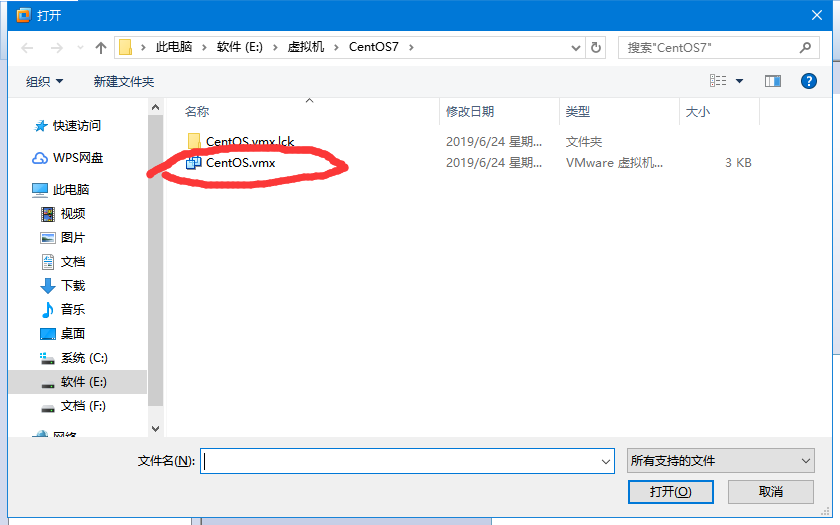 打开
此电脑 软件 (E:) 虚拟机 CentOS7
搜索"CentOS7"
组织 新建文件夹
名称 修改日期 类型 大小
CentOS.vmx.lck 2019/6/24 星期... 文件夹
CentOS.vmx 2019/6/24 星期... VMware 虚拟机... 3 KB
快速访问
WPS网盘
此电脑
视频
图片
文档
下载
音乐
桌面
系统 (C:)
软件 (E:)
文档 (F:)
网络
文件名(N): 所有支持的文件
打开(O) 取消